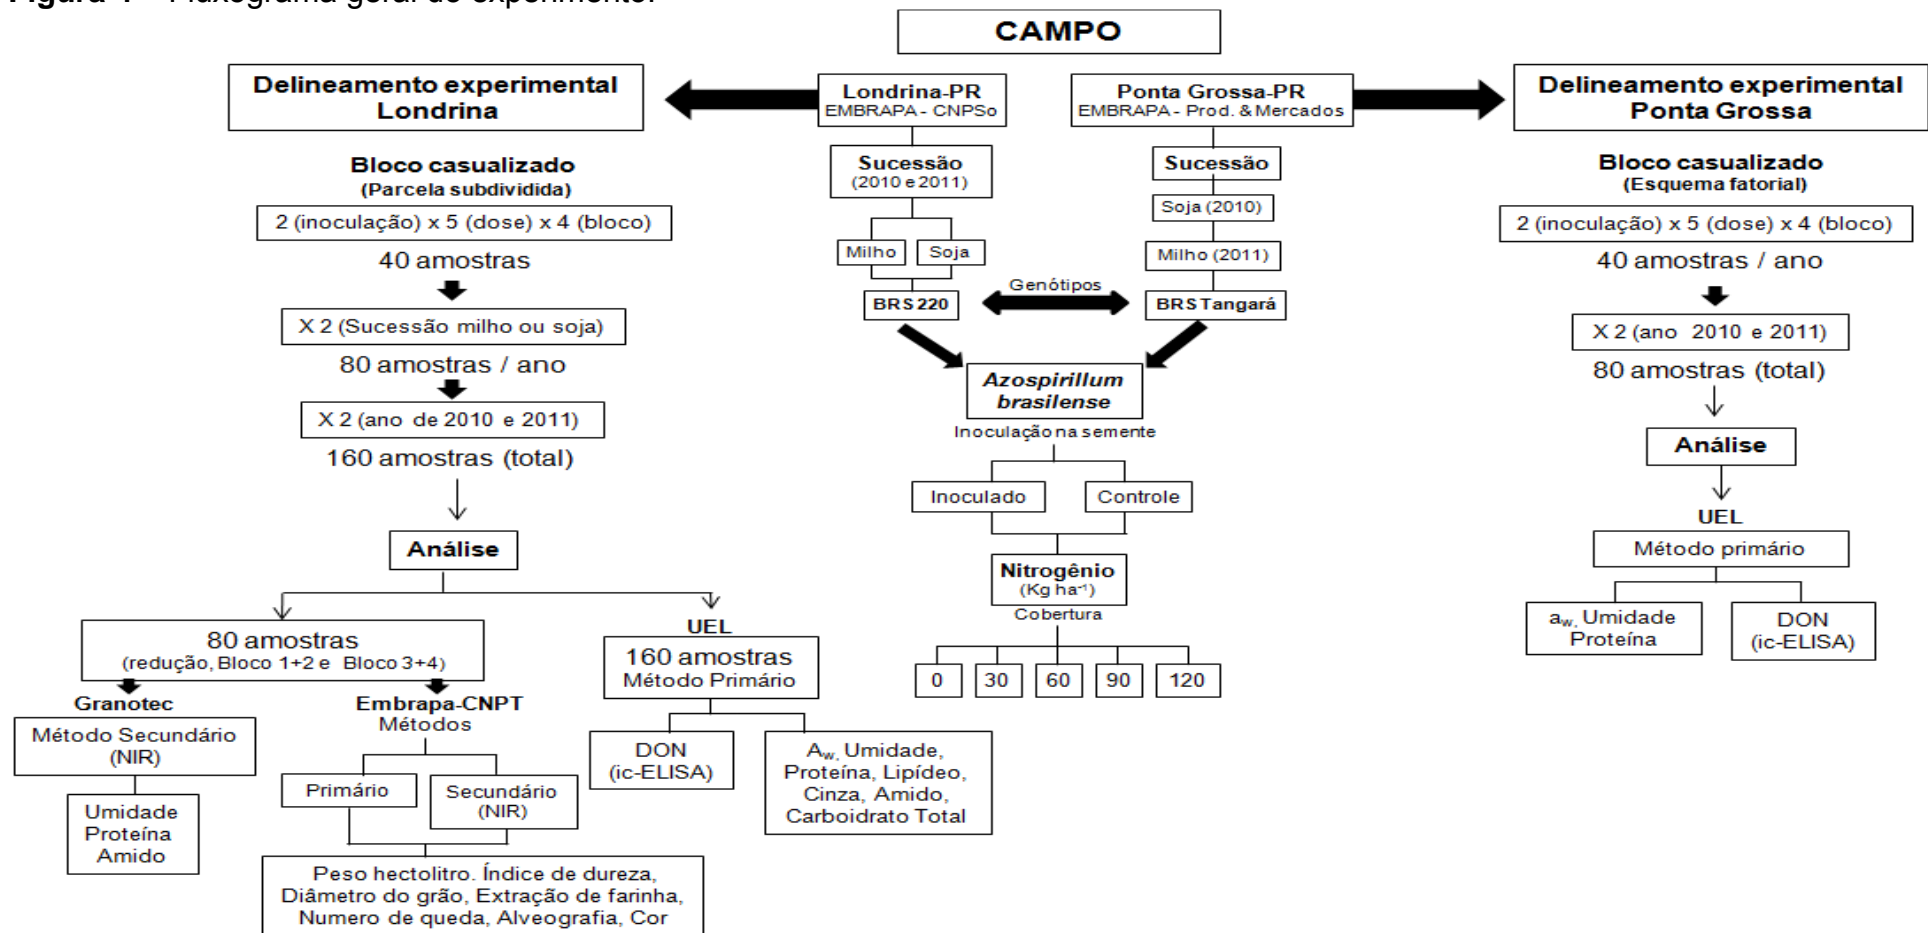 Figura 4 - Fluxograma geral do experimento.
CAMPO
Delineamento experimental
Londrina
Bloco casualizado
(Parcela subdividida)
2 (inoculação) x 5 (dose) x 4 (bloco)
40 amostras
X 2 (Sucessão milho ou soja)
80 amostras / ano
X 2 (ano de 2010 e 2011)
160 amostras (total)
Análise
80 amostras
(redução, Bloco 1+2 e Bloco 3+4)
Granotec
Método Secundário
(NIR)
Umidade
Proteína
Amido
Embrapa-CNPT
Métodos
Primário
Secundário
(NIR)
Peso hectolitro. Índice de dureza,
Diâmetro do grão, Extração de farinha,
Numero de queda, Alveografia, Cor
UEL
160 amostras
Método Primário
DON
(ic-ELISA)
Aw, Umidade,
Proteína, Lipídeo,
Cinza, Amido,
Carboidrato Total
Londrina-PR
EMBRAPA - CNPSo
Sucessão
(2010 e 2011)
Milho
Soja
BRS 220
Genótipos
Ponta Grossa-PR
EMBRAPA - Prod. & Mercados
Sucessão
Soja (2010)
Milho (2011)
BRS Tangará
Azospirillum
brasilense
Inoculação na semente
Inoculado
Controle
Nitrogênio
(Kg ha⁻¹)
Cobertura
0
30
60
90
120
Delineamento experimental
Ponta Grossa
Bloco casualizado
(Esquema fatorial)
2 (inoculação) x 5 (dose) x 4 (bloco)
40 amostras / ano
X 2 (ano 2010 e 2011)
80 amostras (total)
Análise
UEL
Método primário
aw, Umidade
Proteína
DON
(ic-ELISA)